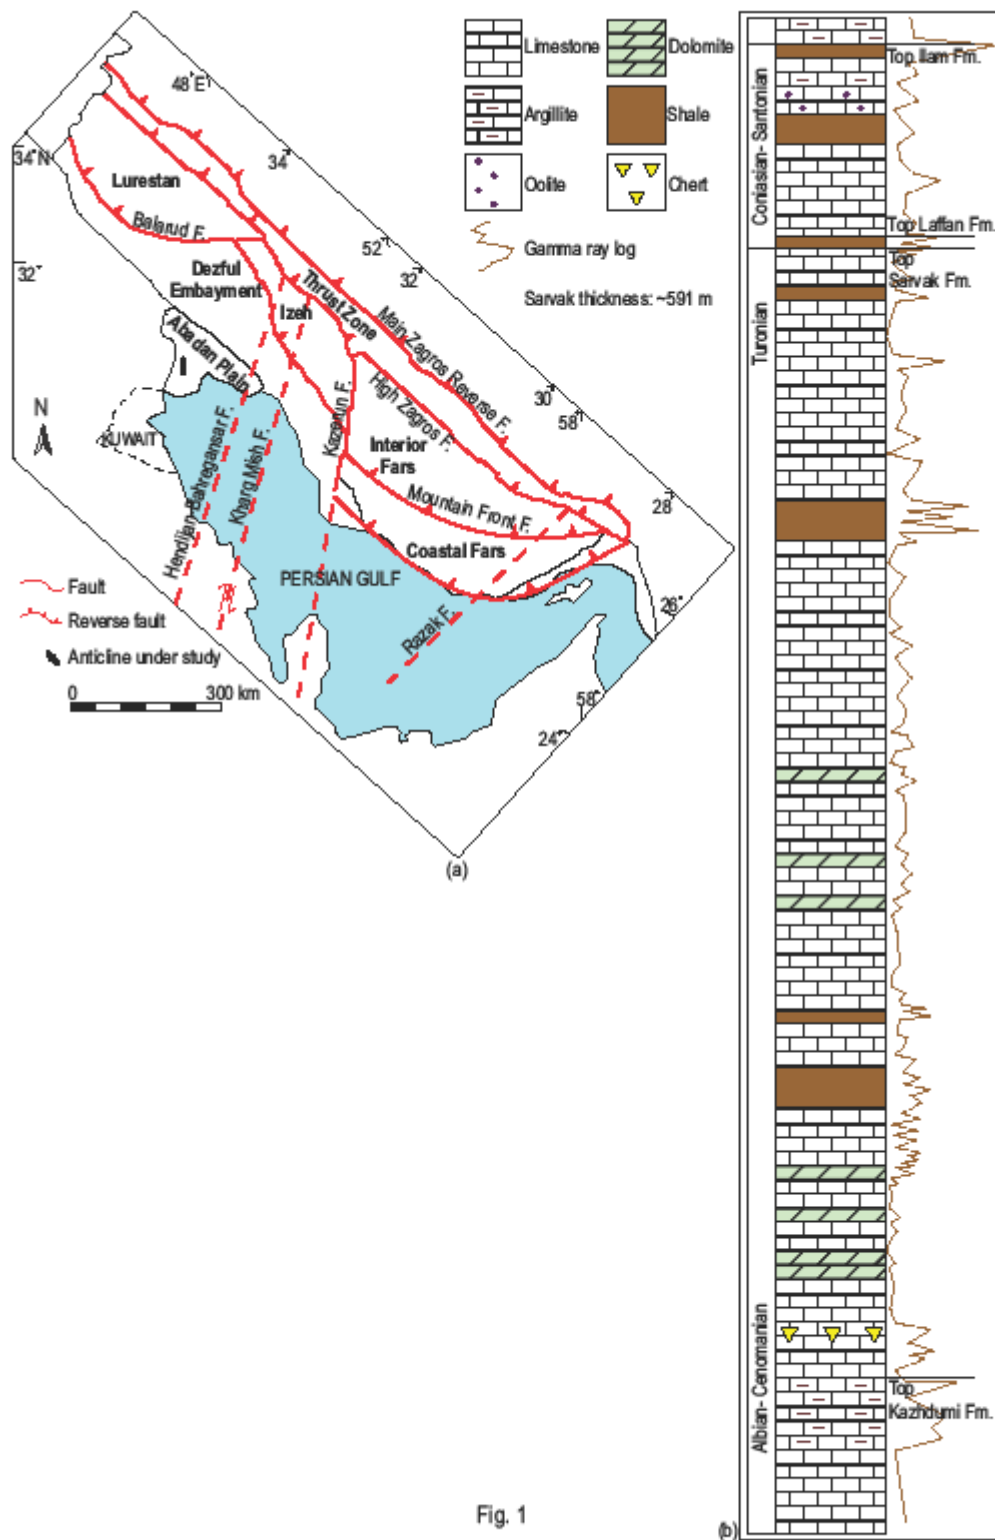 48 E
34 N
34
Lurestan
Balarud F.
52
32
32
Dezful
Embayment
Izeh
Thrust Zone
Main Zagros Reverse F.
Abadan Plain
High Zagros F.
30
58
N
KUWAIT
Hendijan-Bahregansar F.
Kharg Mish F.
Kazerun F.
Interior
Fars
Mountain Front F.
28
Coastal Fars
PERSIAN GULF
Razak F.
26
58
24
Fault
Reverse fault
Anticline under study
0 300 km
(a)
Limestone
Dolomite
Argillite
Shale
Oolite
Chert
Gamma ray log
Sarvak thickness: ~591 m
Coniasian- Santonian
Turonian
Albian- Cenomanian
Top Ilam Fm.
Top Laffan Fm.
Top
Sarvak Fm.
Top
Kazhdumi Fm.
(b)
Fig. 1